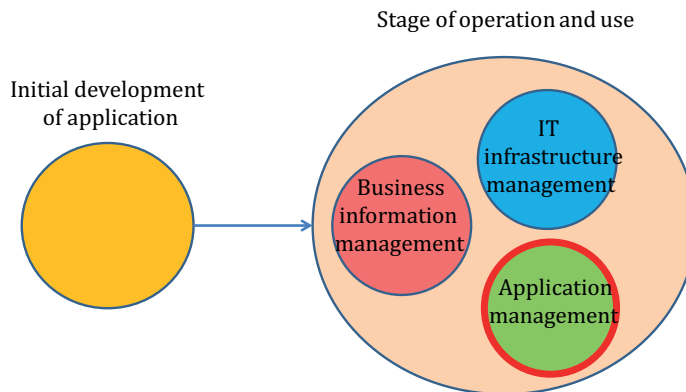 Stage of operation and use
Initial development
of application
IT
infrastructure
management
Business
information
management
Application
management